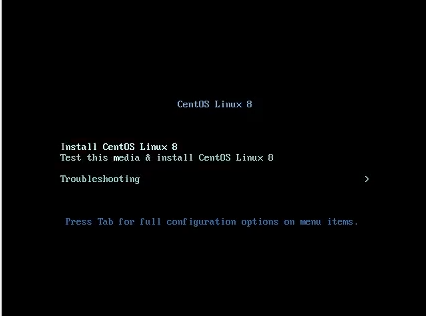 CentOS Linux 8
Install CentOS Linux 8
Test this media & install CentOS Linux 8
Troubleshooting >
Press Tab for full configuration options on menu items.